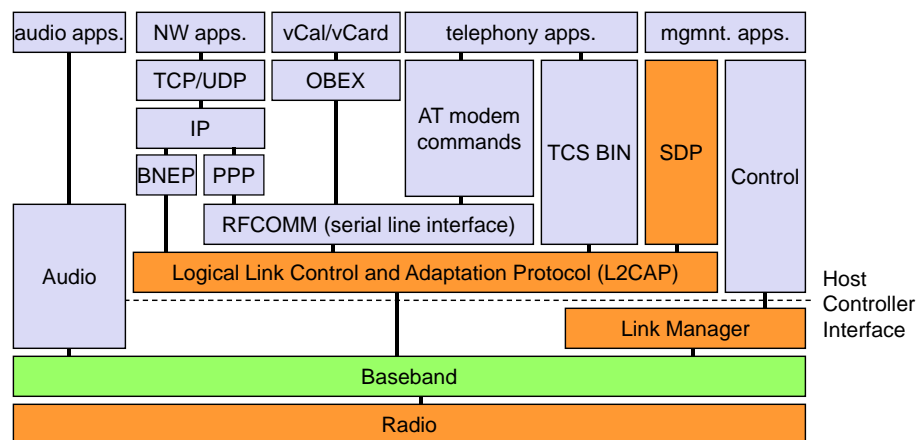 audio apps.
NW apps.
vCal/vCard
telephony apps.
mgmnt. apps.
TCP/UDP
OBEX
AT modem
commands
TCS BIN
SDP
Control
IP
BNEP
PPP
RFCOMM (serial line interface)
Audio
Logical Link Control and Adaptation Protocol (L2CAP)
Host
Controller
Interface
Link Manager
Baseband
Radio